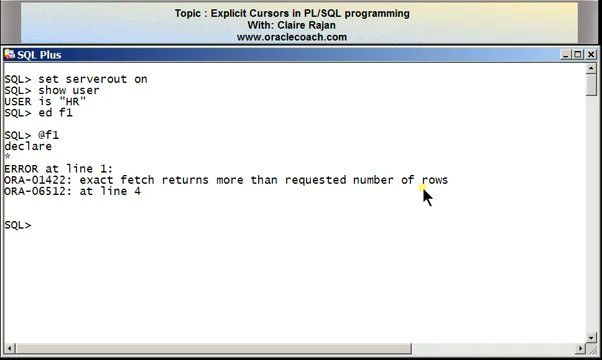 Topic : Explicit Cursors in PL/SQL programming
With: Claire Rajan
www.oraclecoach.com
SQL Plus
SQL> set serverout on
SQL> show user
USER is "HR"
SQL> ed f1
SQL> @f1
declare
*
ERROR at line 1:
ORA-01422: exact fetch returns more than requested number of rows
ORA-06512: at line 4
SQL>